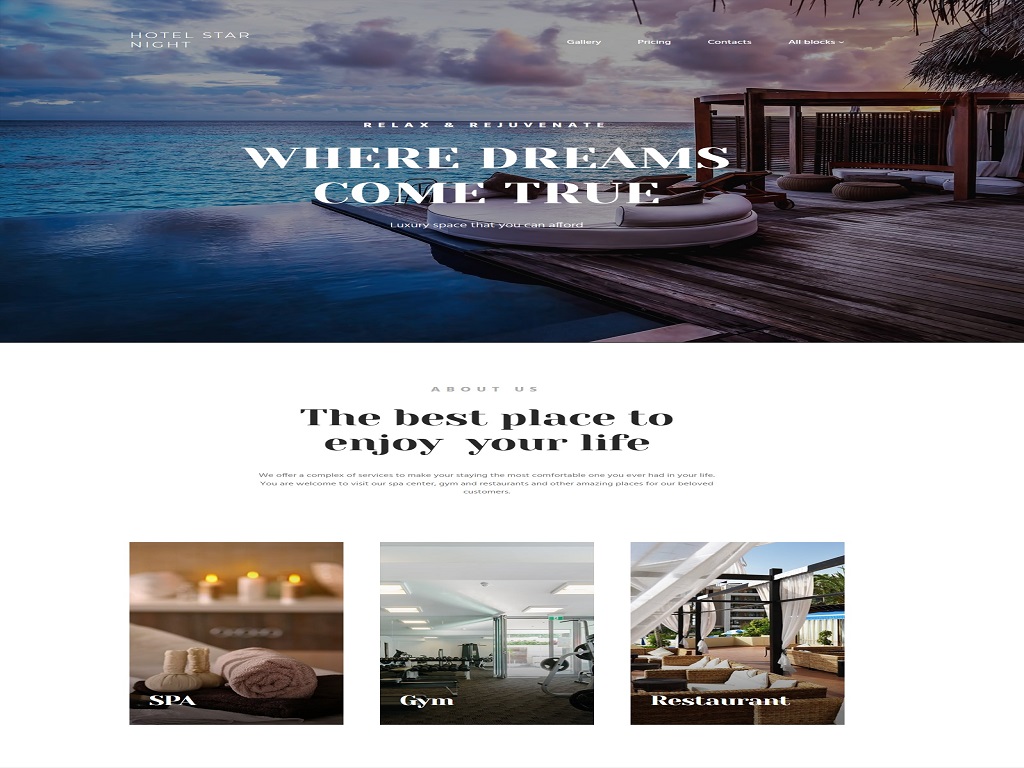 HOTEL STAR
NIGHT
Gallery Pricing Contacts All blocks
RELAX & REJUVENATE
WHERE DREAMS
COME TRUE
Luxury space that you can afford
ABOUT US
The best place to
enjoy your life
We offer a complex of services to make your staying the most comfortable one you ever had in your life.
You are welcome to visit our spa center, gym and restaurants and other amazing places for our beloved
customers.
SPA Gym Restaurant